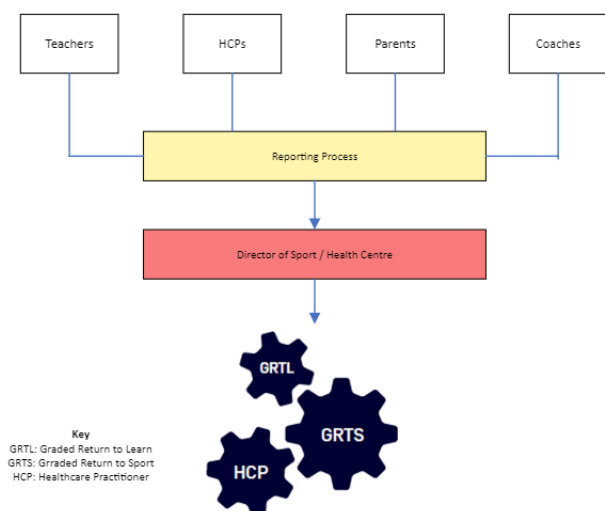 Teachers
HCPs
Parents
Coaches
Reporting Process
Director of Sport / Health Centre
GRTL
GRTS
HCP
Key
GRTL: Graded Return to Learn
GRTS: Grraded Return to Sport
HCP: Healthcare Practitioner